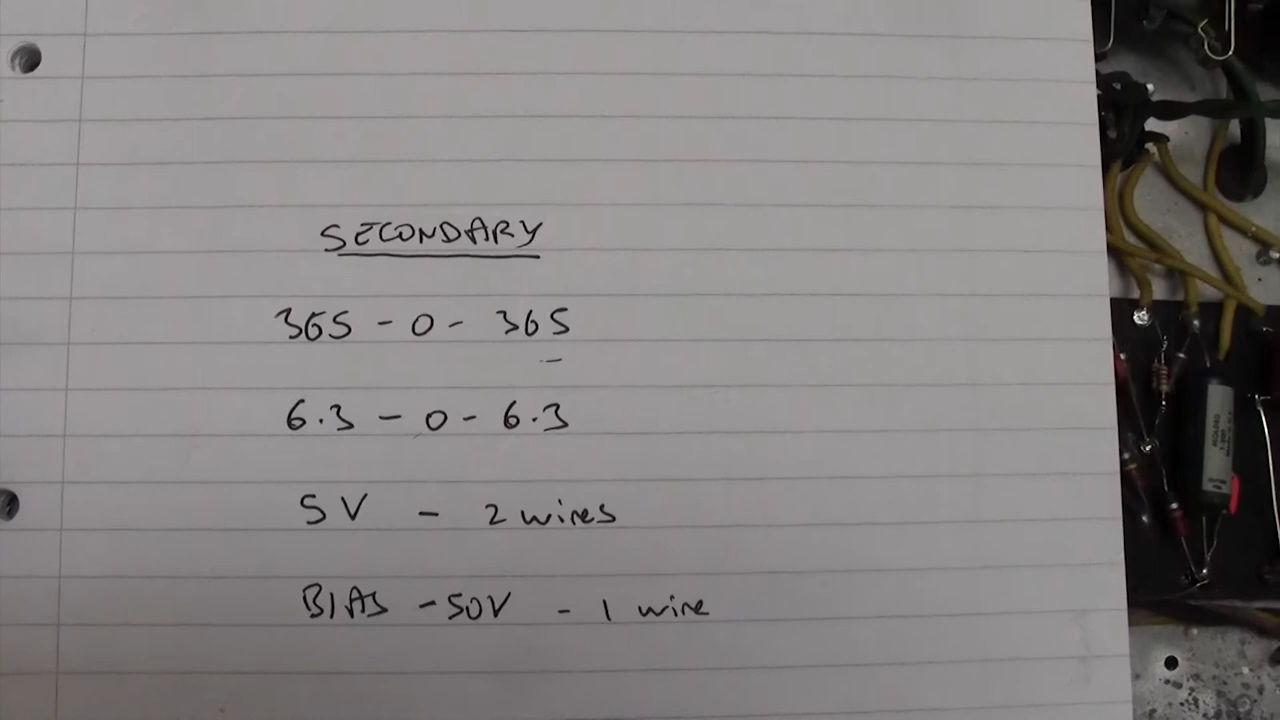 SECONDARY
365 - 0 - 365
6.3 - 0 - 6.3
5V - 2 wires
BIAS - 50V - 1 wire